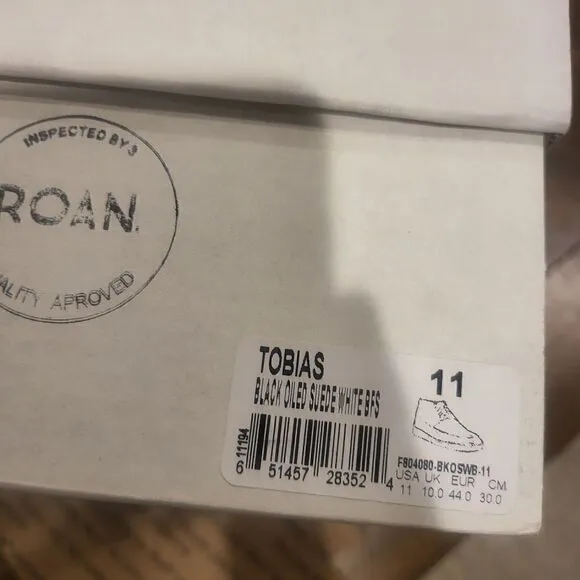 INSPECTED BY 3
ROAN.
ALITY APROVED
TOBIAS
BLACK OILED SUEDE WHITE BFS
11
F804080-BKOSWB-11
USA UK EUR CM
11 10.0 44.0 30.0
11194
6 51457 28352 4